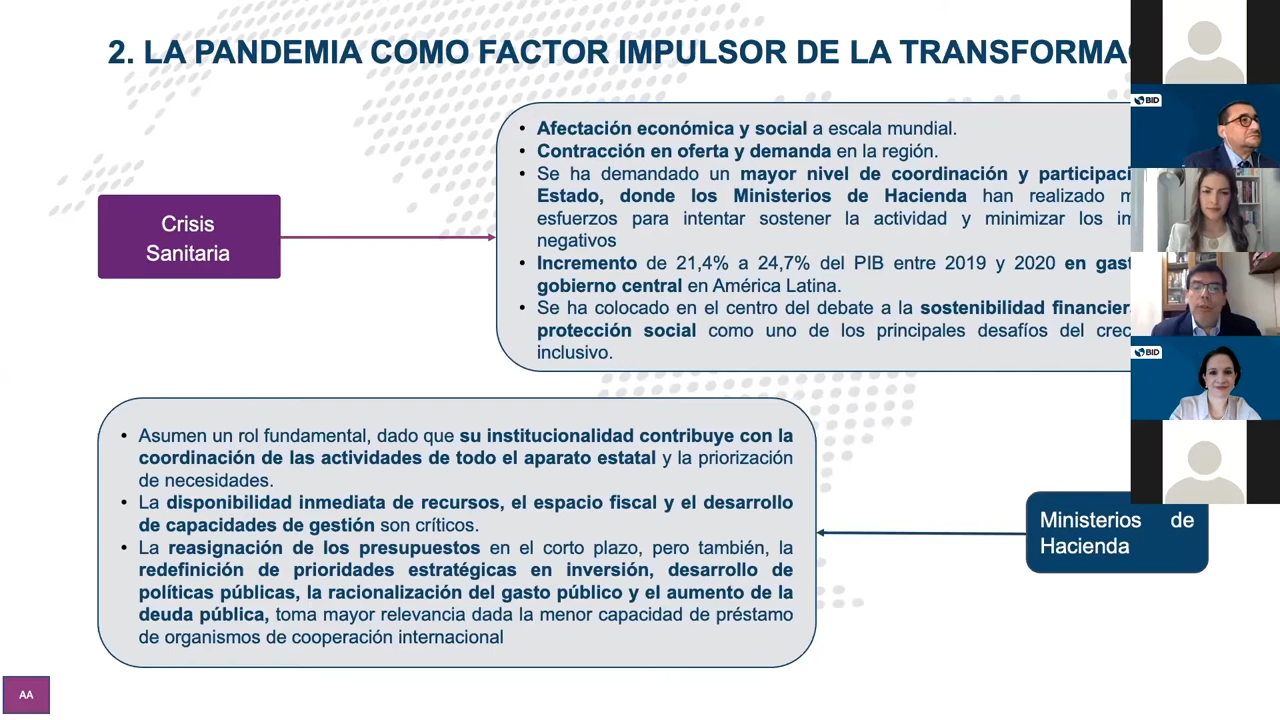 2. LA PANDEMIA COMO FACTOR IMPULSOR DE LA
Crisis
Sanitaria
• Afectación económica y social a escala mundial.
• Contracción en oferta y demanda en la región.
• Se ha demandado un mayor nivel de coordinación y
Estado, donde los Ministerios de Hacienda han realizado
esfuerzos para intentar sostener la actividad y minimizar los
negativos
• Incremento de 21,4% a 24,7% del PIB entre 2019 y 2020 en
gobierno central en América Latina.
• Se ha colocado en el centro del debate a la sostenibilidad
protección social como uno de los principales desafíos del
inclusivo.
• Asumen un rol fundamental, dado que su institucionalidad contribuye con la
coordinación de las actividades de todo el aparato estatal y la priorización
de necesidades.
• La disponibilidad inmediata de recursos, el espacio fiscal y el desarrollo
de capacidades de gestión son críticos.
• La reasignación de los presupuestos en el corto plazo, pero también, la
redefinición de prioridades estratégicas en inversión, desarrollo de
políticas públicas, la racionalización del gasto público y el aumento de la
deuda pública, toma mayor relevancia dada la menor capacidad de préstamo
de organismos de cooperación internacional
Ministerios de
Hacienda
BID
BID
AA